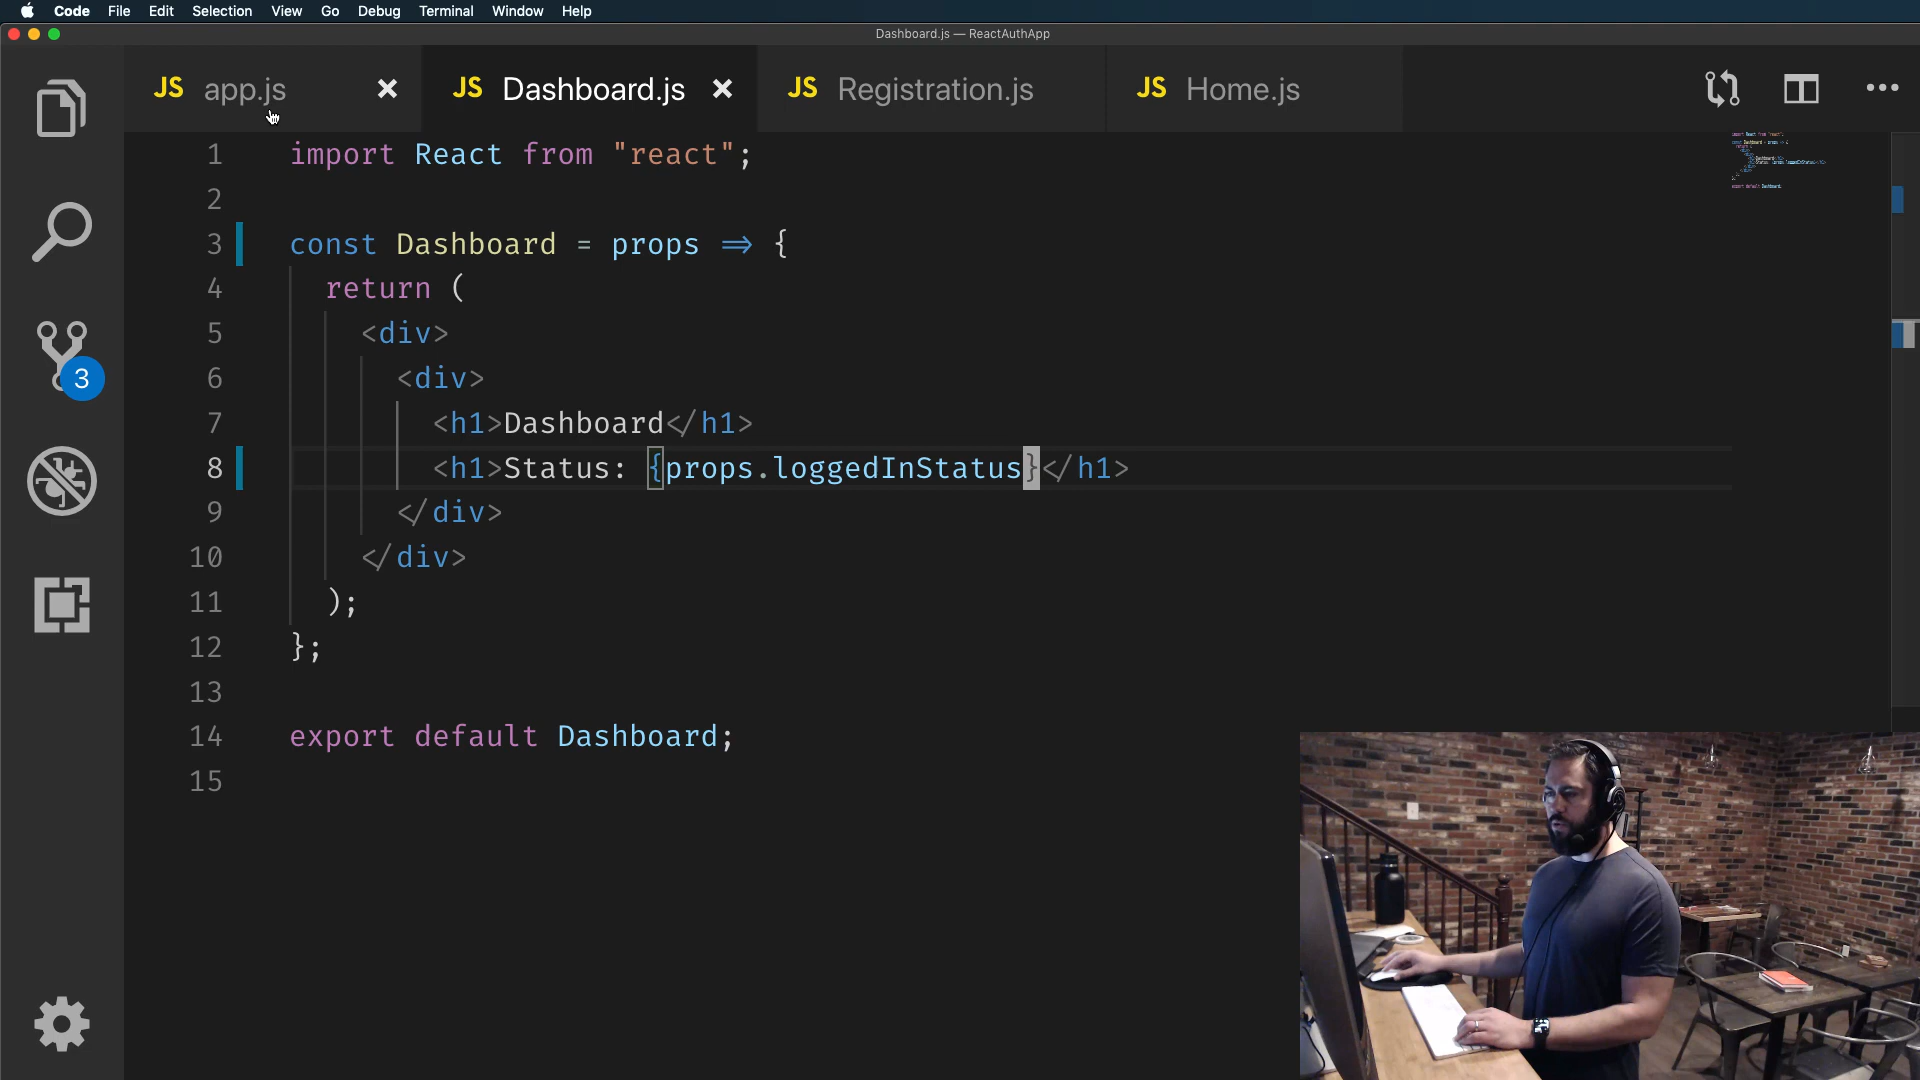 Code File Edit Selection View Go Debug Terminal Window Help
Dashboard.js — ReactAuthApp
JS app.js × JS Dashboard.js × JS Registration.js JS Home.js
1 import React from "react";
2
3 const Dashboard = props => {
4 return (
5 <div>
6 <div>
7 <h1>Dashboard</h1>
8 <h1>Status: {props.loggedInStatus}</h1>
9 </div>
10 </div>
11 );
12 };
13
14 export default Dashboard;
15
3